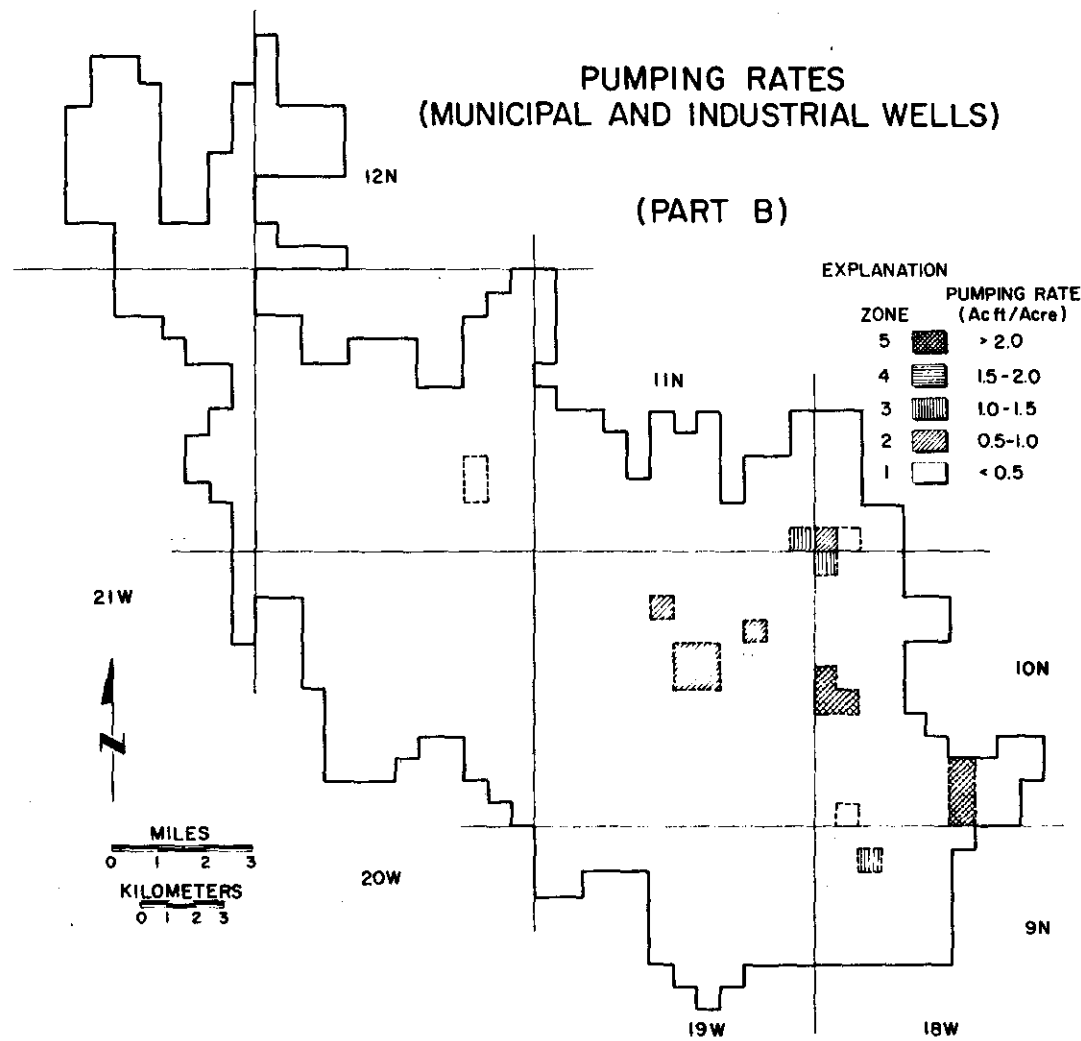 PUMPING RATES
(MUNICIPAL AND INDUSTRIAL WELLS)
(PART B)
12N
EXPLANATION
ZONE PUMPING RATE
(Ac ft/Acre)
5 > 2.0
4 1.5-2.0
3 1.0-1.5
2 0.5-1.0
1 < 0.5
11N
21W
10N
N
MILES
0 1 2 3
KILOMETERS
0 1 2 3
20W
9N
19W
18W